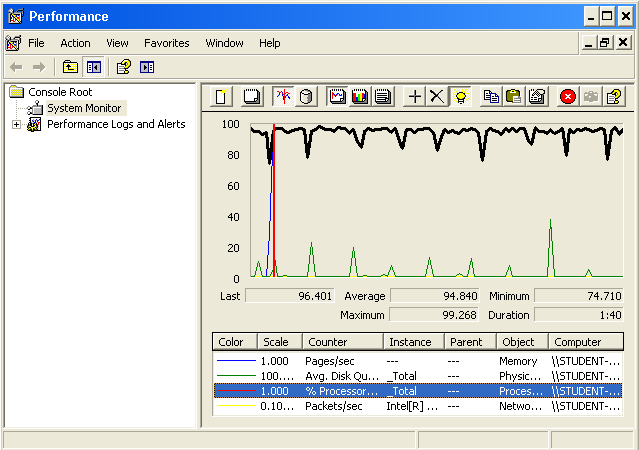 Performance
File Action View Favorites Window Help
Console Root
System Monitor
Performance Logs and Alerts
100
80
60
40
20
0
Last 96.401 Average 94.840 Minimum 74.710
Maximum 99.268 Duration 1:40
Color Scale Counter Instance Parent Object Computer
1.000 Pages/sec --- --- Memory \\STUDENT-...
100.... Avg. Disk Qu... _Total --- Physic... \\STUDENT-...
1.000 % Processor... _Total --- Proces... \\STUDENT-...
0.10... Packets/sec Intel[R] ... --- Netwo... \\STUDENT-...